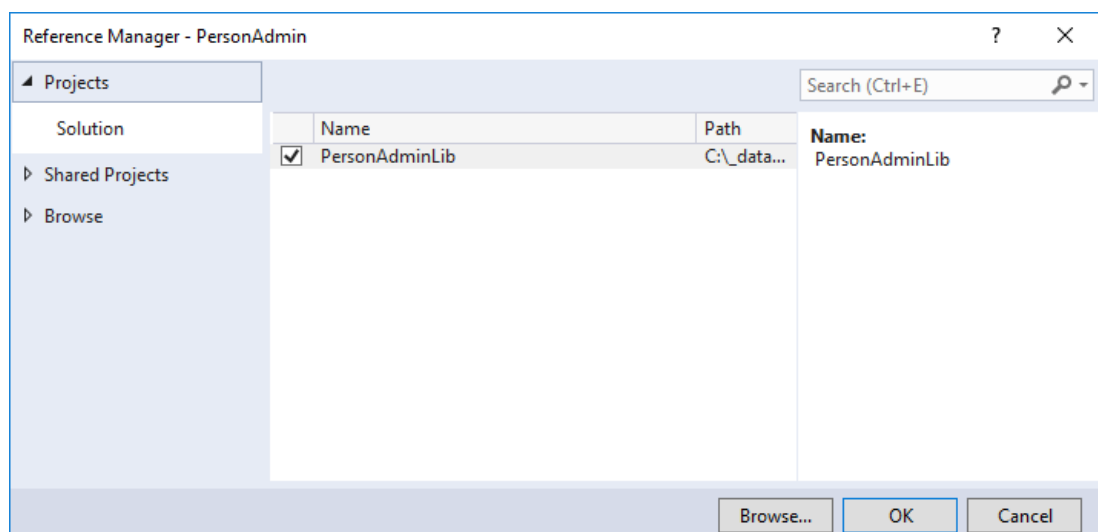 Reference Manager - PersonAdmin
?
Projects
Search (Ctrl+E)
Solution
Shared Projects
Browse
Name Path
PersonAdminLib C:\_data...
Name:
PersonAdminLib
Browse... OK Cancel